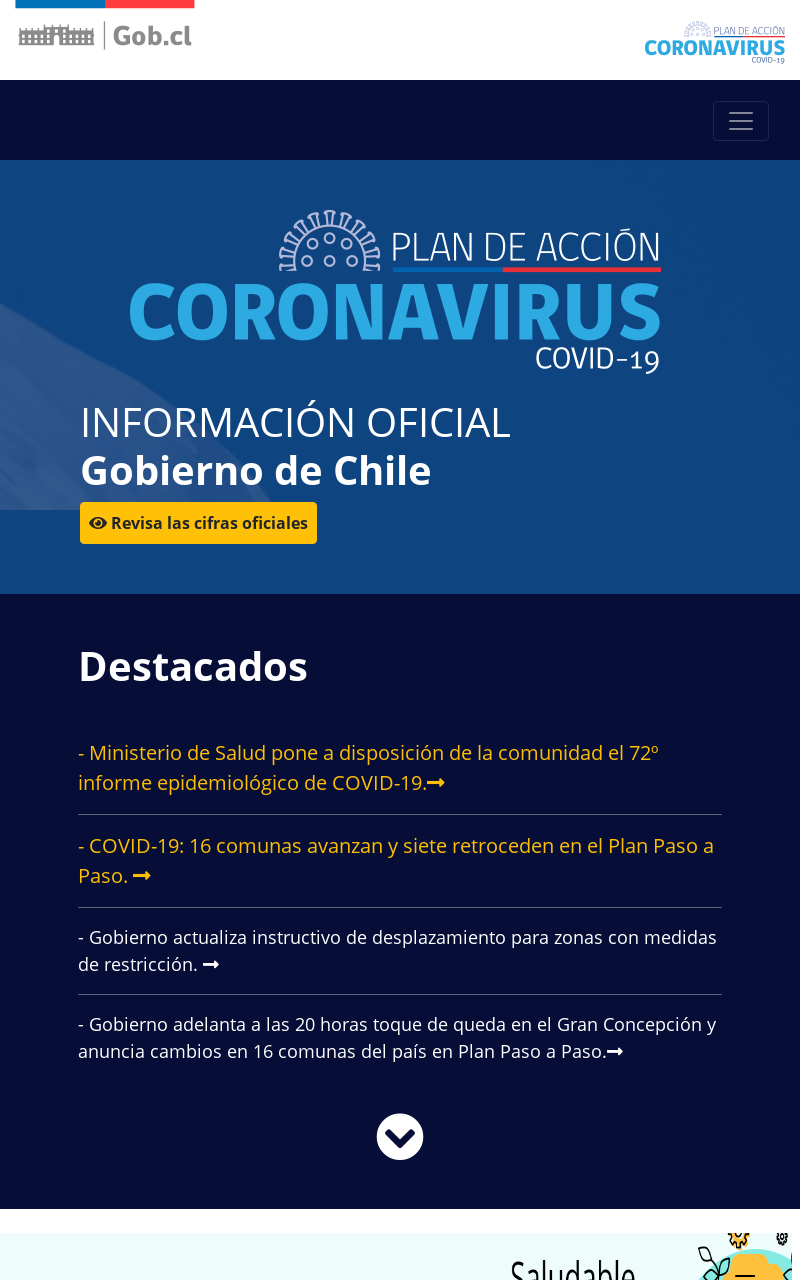 Gob.cl
PLAN DE ACCIÓN
CORONAVIRUS
COVID-19
PLAN DE ACCIÓN
CORONAVIRUS
COVID-19
INFORMACIÓN OFICIAL
Gobierno de Chile
Revisa las cifras oficiales
Destacados
- Ministerio de Salud pone a disposición de la comunidad el 72º
informe epidemiológico de COVID-19.
- COVID-19: 16 comunas avanzan y siete retroceden en el Plan Paso a
Paso.
- Gobierno actualiza instructivo de desplazamiento para zonas con medidas
de restricción.
- Gobierno adelanta a las 20 horas toque de queda en el Gran Concepción y
anuncia cambios en 16 comunas del país en Plan Paso a Paso.
Saludable